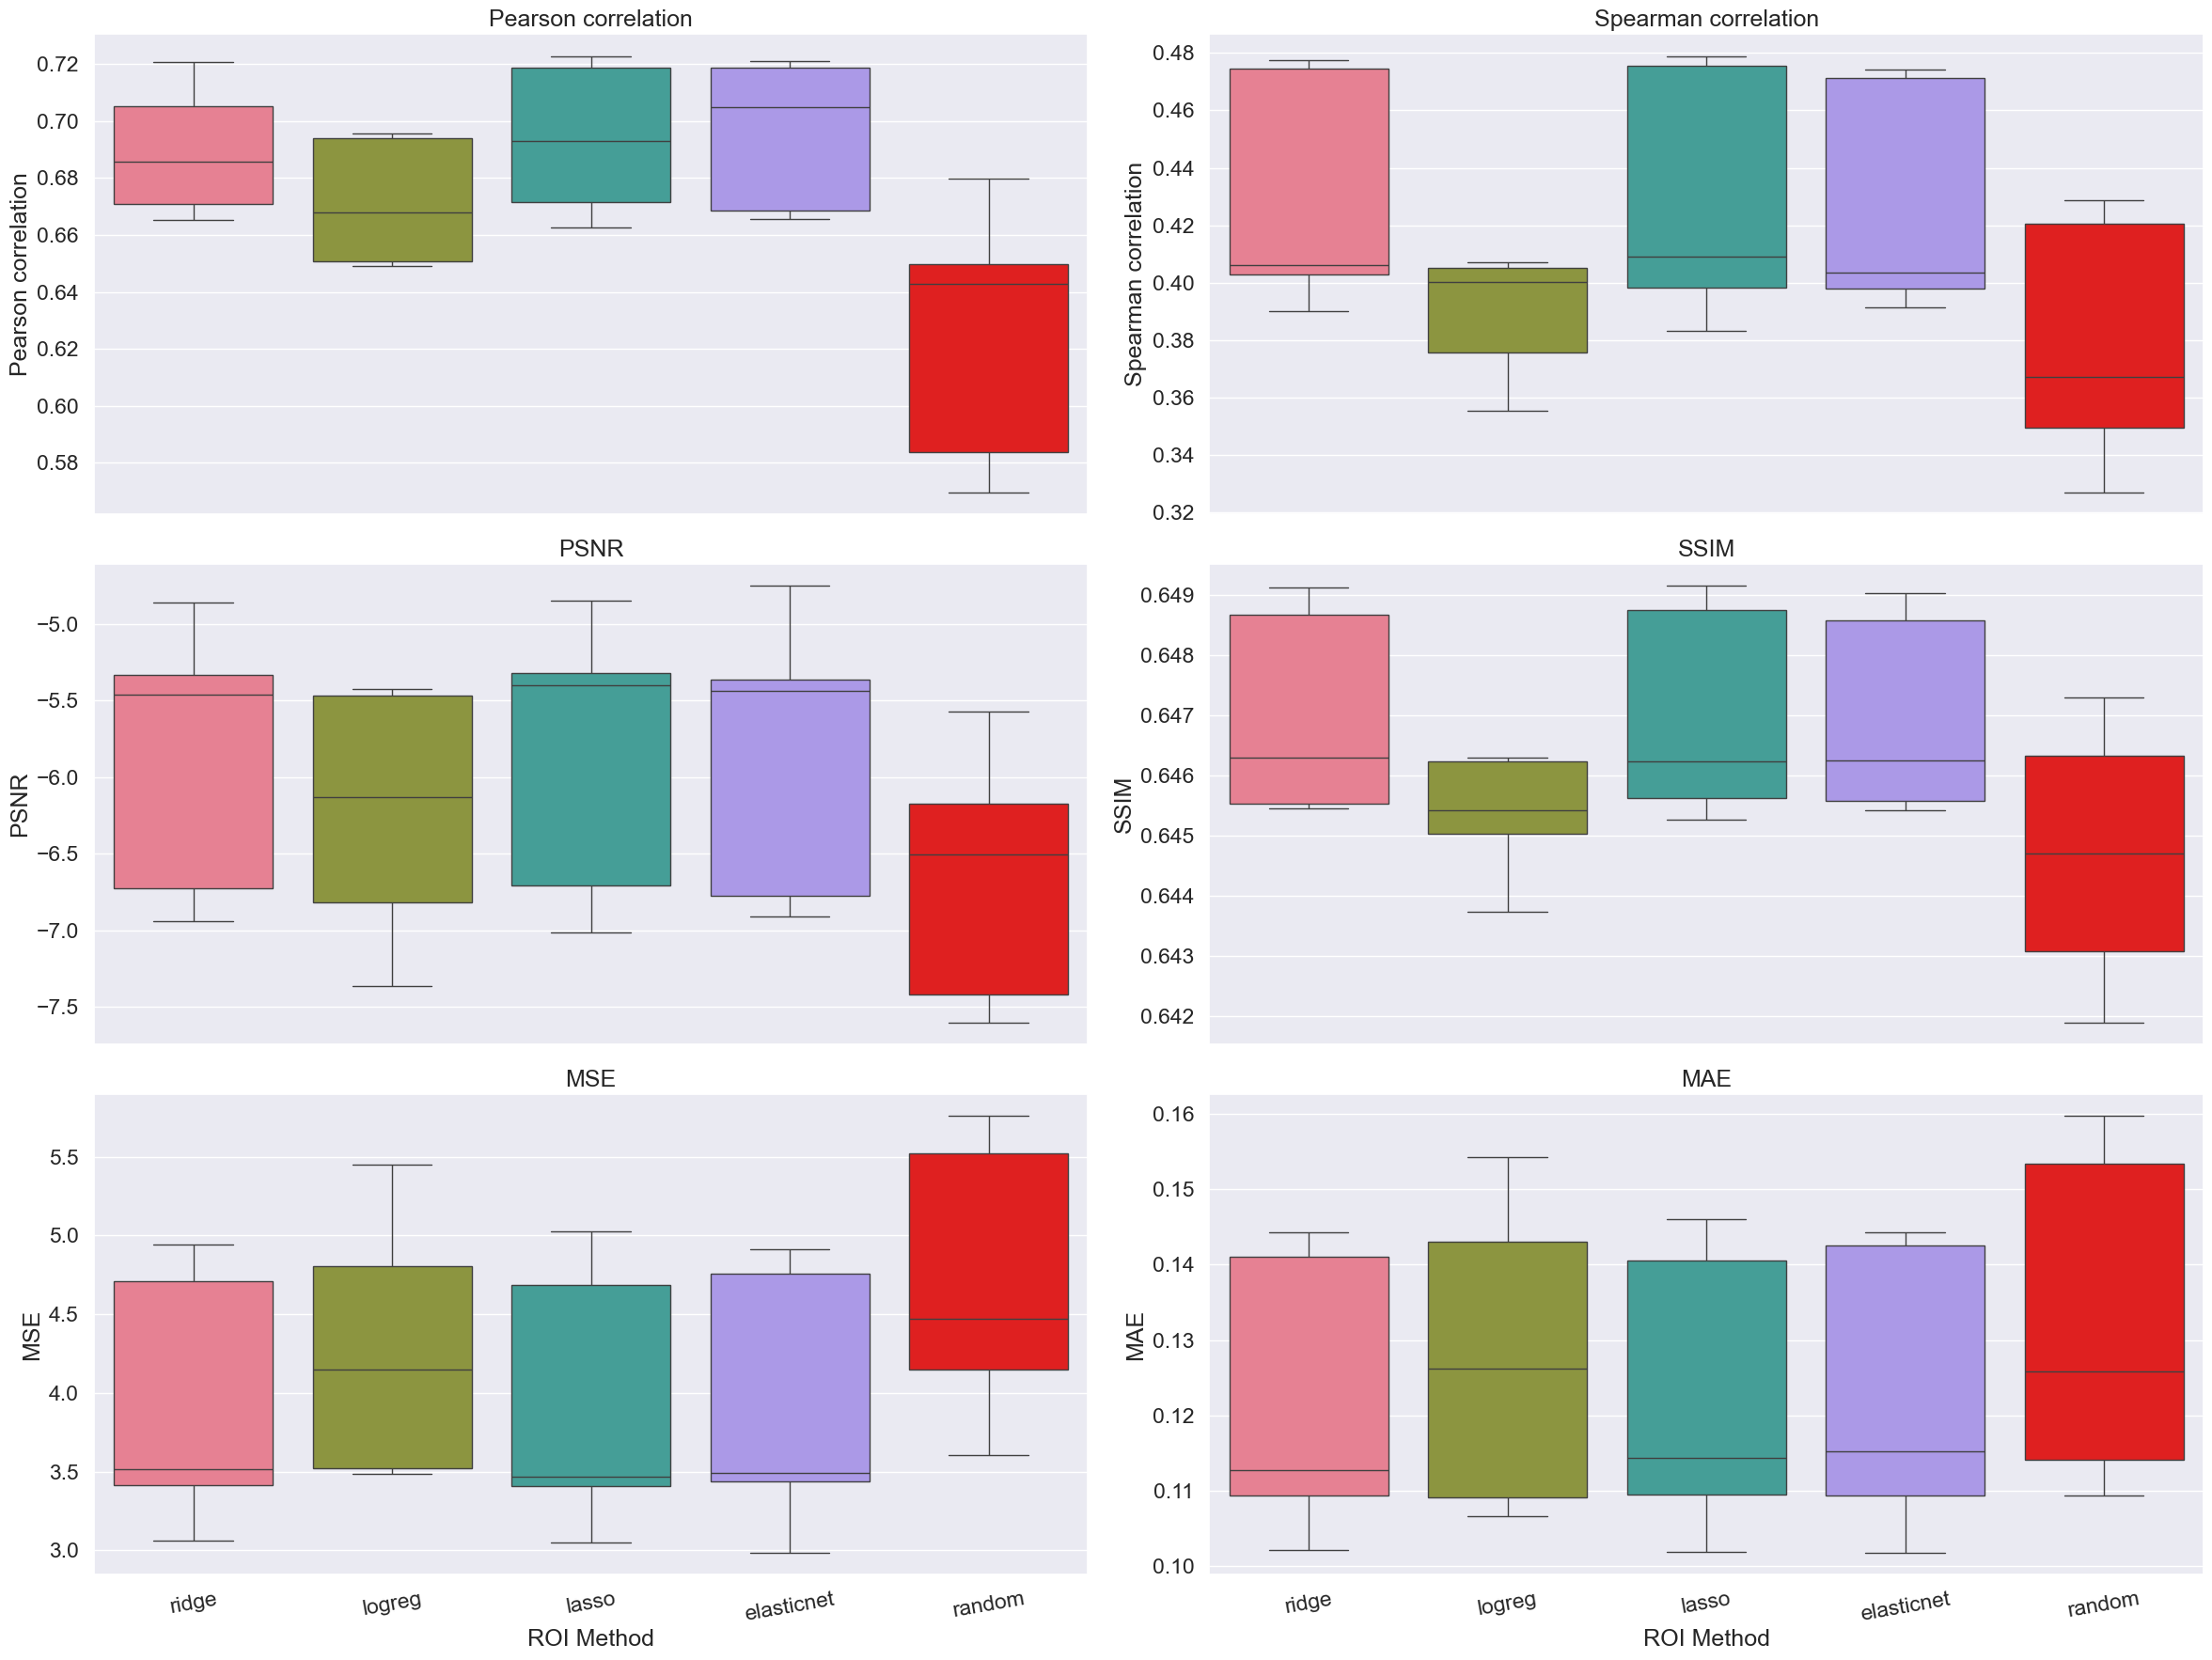 Pearson correlation
Pearson correlation
0.72
0.70
0.68
0.66
0.64
0.62
0.60
0.58
Spearman correlation
Spearman correlation
0.48
0.46
0.44
0.42
0.40
0.38
0.36
0.34
0.32
PSNR
PSNR
−5.0
−5.5
−6.0
−6.5
−7.0
−7.5
SSIM
SSIM
0.649
0.648
0.647
0.646
0.645
0.644
0.643
0.642
MSE
MSE
5.5
5.0
4.5
4.0
3.5
3.0
ridge logreg lasso elasticnet random
ROI Method
MAE
MAE
0.16
0.15
0.14
0.13
0.12
0.11
0.10
ridge logreg lasso elasticnet random
ROI Method